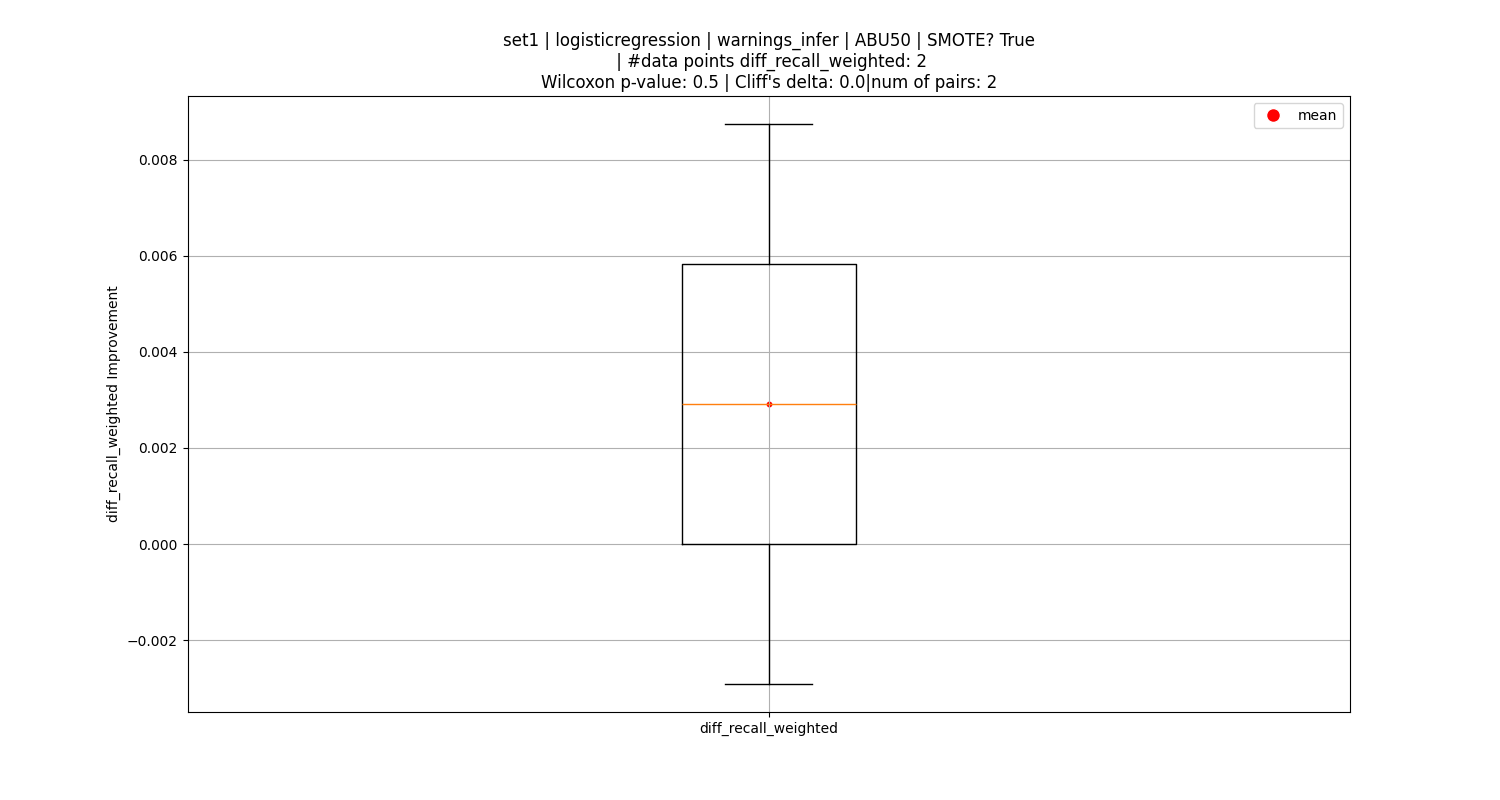 set1 | logisticregression | warnings_infer | ABU50 | SMOTE? True
| #data points diff_recall_weighted: 2
Wilcoxon p-value: 0.5 | Cliff's delta: 0.0|num of pairs: 2
mean
0.008
0.006
0.004
0.002
0.000
−0.002
diff_recall_weighted Improvement
diff_recall_weighted